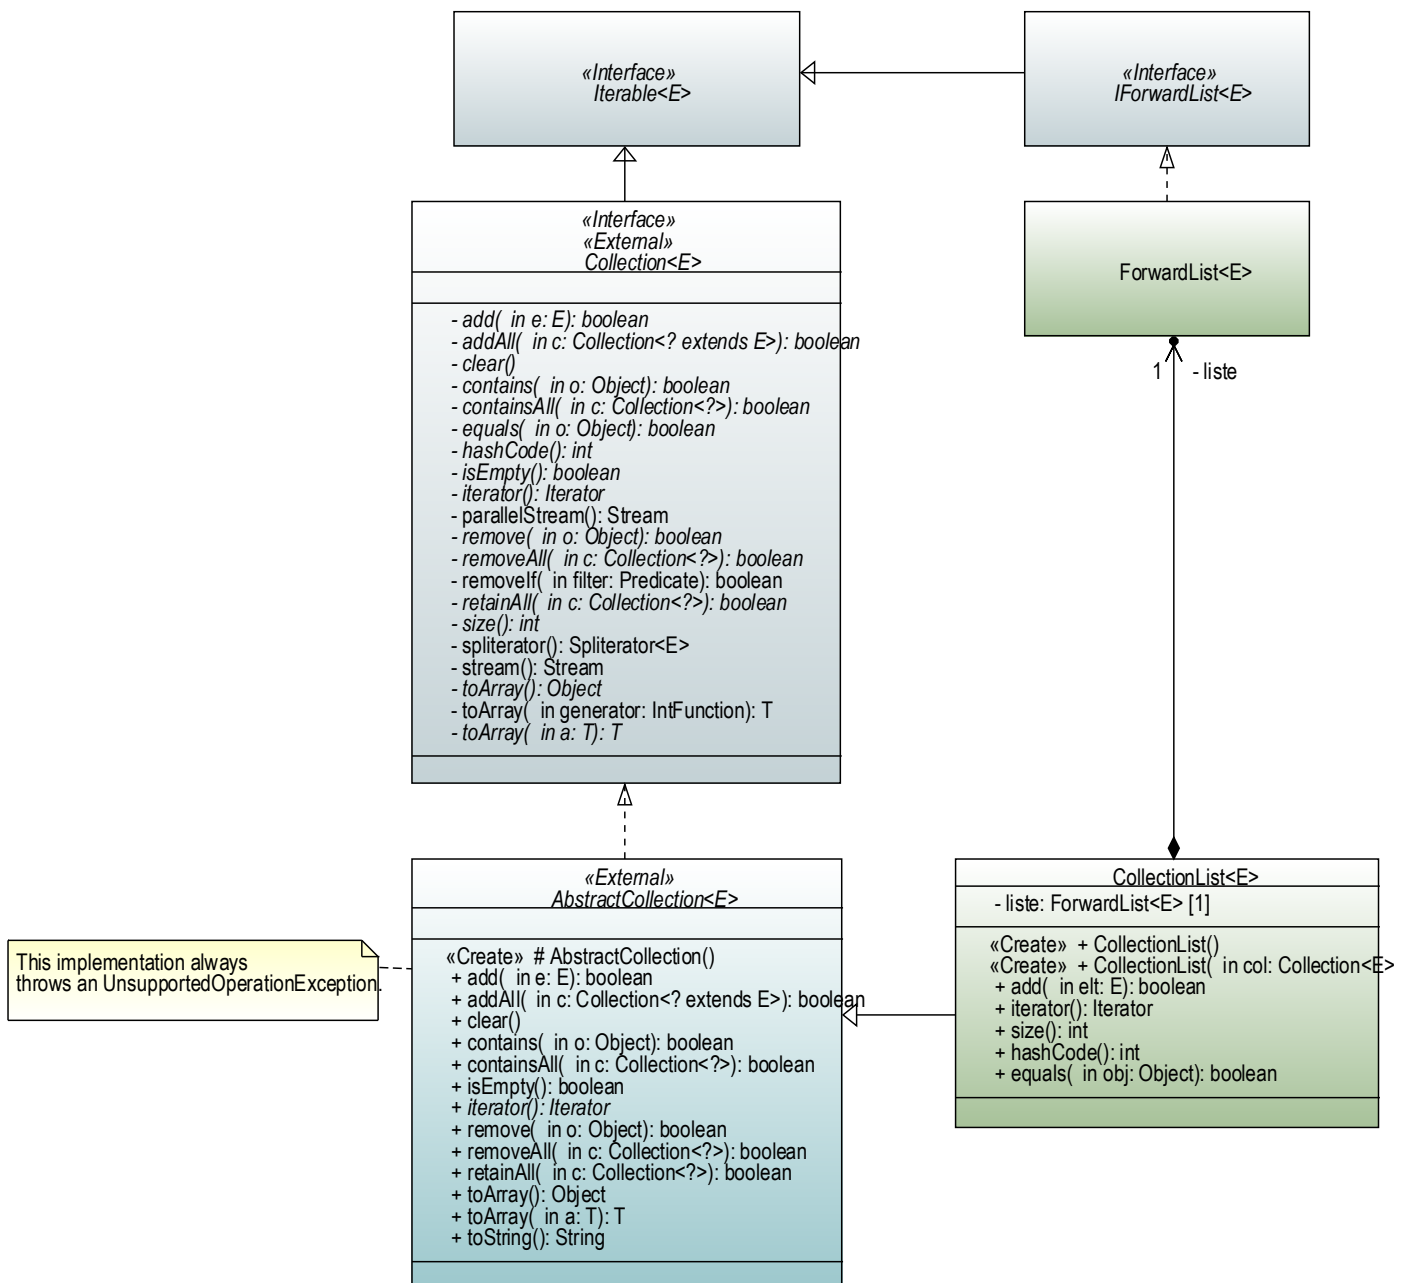 «Interface»
Iterable<E>
«Interface»
IForwardList<E>
«Interface»
«External»
Collection<E>
- add(  in e: E): boolean
- addAll(  in c: Collection<? extends E>): boolean
- clear()
- contains(  in o: Object): boolean
- containsAll(  in c: Collection<?>): boolean
- equals(  in o: Object): boolean
- hashCode(): int
- isEmpty(): boolean
- iterator(): Iterator
- parallelStream(): Stream
- remove(  in o: Object): boolean
- removeAll(  in c: Collection<?>): boolean
- removeIf(  in filter: Predicate): boolean
- retainAll(  in c: Collection<?>): boolean
- size(): int
- spliterator(): Spliterator<E>
- stream(): Stream
- toArray(): Object
- toArray(  in generator: IntFunction): T
- toArray(  in a: T): T
ForwardList<E>
1
- liste
«External»
AbstractCollection<E>
«Create»  # AbstractCollection()
+ add(  in e: E): boolean
+ addAll(  in c: Collection<? extends E>): boolean
+ clear()
+ contains(  in o: Object): boolean
+ containsAll(  in c: Collection<?>): boolean
+ isEmpty(): boolean
+ iterator(): Iterator
+ remove(  in o: Object): boolean
+ removeAll(  in c: Collection<?>): boolean
+ retainAll(  in c: Collection<?>): boolean
+ toArray(): Object
+ toArray(  in a: T): T
+ toString(): String
This implementation always
throws an UnsupportedOperationException.
CollectionList<E>
- liste: ForwardList<E> [1]
«Create»  + CollectionList()
«Create»  + CollectionList(  in col: Collection<E>
+ add(  in elt: E): boolean
+ iterator(): Iterator
+ size(): int
+ hashCode(): int
+ equals(  in obj: Object): boolean